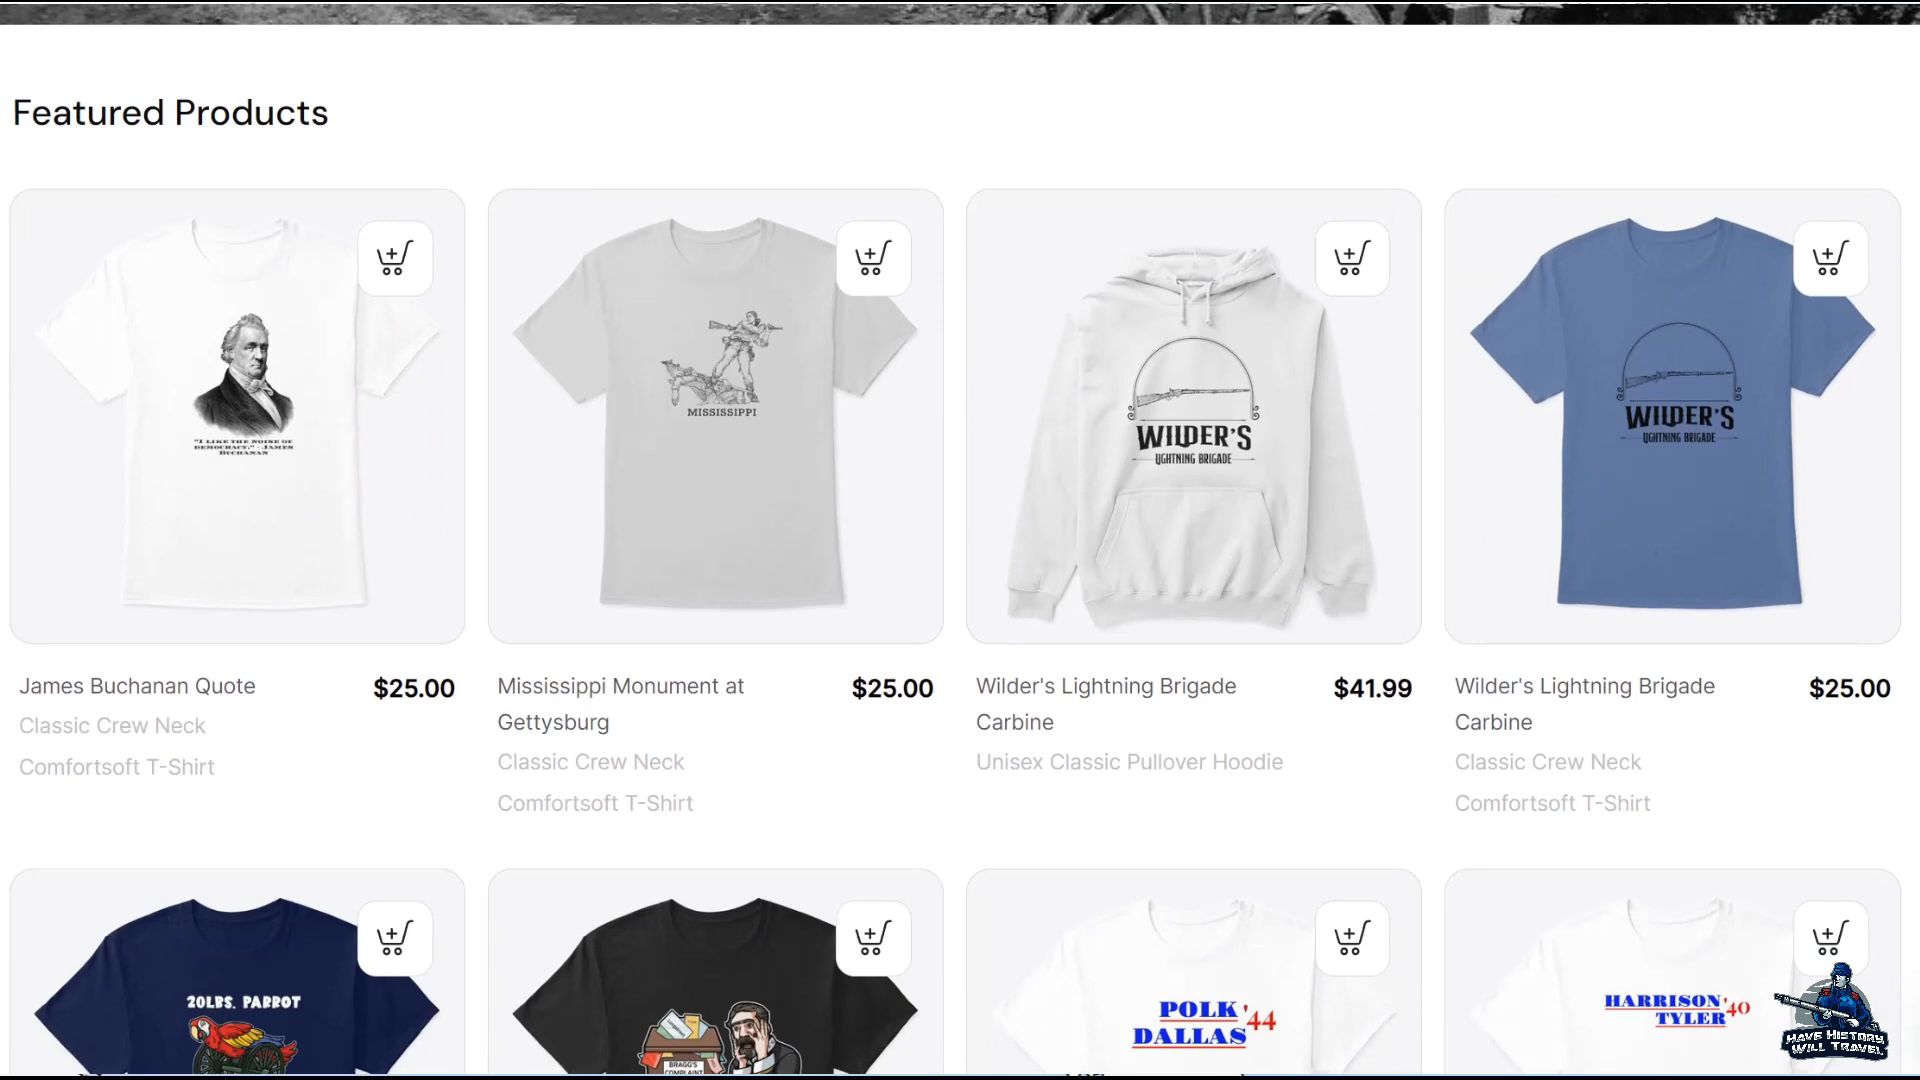 Featured Products
"I LIKE THE NOISE OF
DEMOCRACY." - JAMES
BUCHANAN
MISSISSIPPI
WILDER'S
LIGHTNING BRIGADE
WILDER'S
LIGHTNING BRIGADE
James Buchanan Quote
$25.00
Classic Crew Neck
Comfortsoft T-Shirt
Mississippi Monument at
Gettysburg
$25.00
Classic Crew Neck
Comfortsoft T-Shirt
Wilder's Lightning Brigade
Carbine
$41.99
Unisex Classic Pullover Hoodie
Wilder's Lightning Brigade
Carbine
$25.00
Classic Crew Neck
Comfortsoft T-Shirt
20LBS. PARROT
BRAGG'S
COMPLAINT
POLK '44
DALLAS
HARRISON '40
TYLER
HAVE HISTORY
WILL TRAVEL